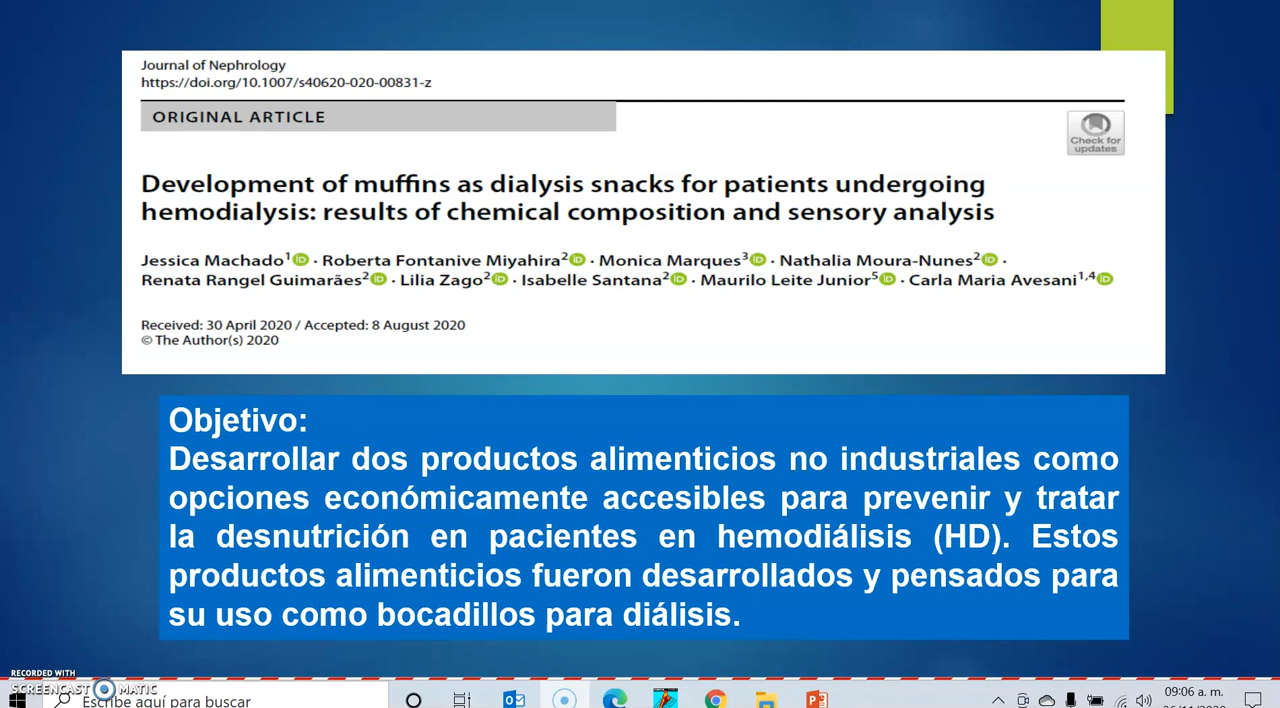 Journal of Nephrology
https://doi.org/10.1007/s40620-020-00831-z
ORIGINAL ARTICLE
Check for
updates
Development of muffins as dialysis snacks for patients undergoing
hemodialysis: results of chemical composition and sensory analysis
Jessica Machado1 · Roberta Fontanive Miyahira2 · Monica Marques3 · Nathalia Moura-Nunes2 ·
Renata Rangel Guimarães2 · Lilia Zago2 · Isabelle Santana2 · Maurilo Leite Junior5 · Carla Maria Avesani1,4
Received: 30 April 2020 / Accepted: 8 August 2020
© The Author(s) 2020
Objetivo:
Desarrollar dos productos alimenticios no industriales como
opciones económicamente accesibles para prevenir y tratar
la desnutrición en pacientes en hemodiálisis (HD). Estos
productos alimenticios fueron desarrollados y pensados para
su uso como bocadillos para diálisis.
RECORDED WITH
SCREENCAST MATIC
Escribe aquí para buscar
09:06 a. m.